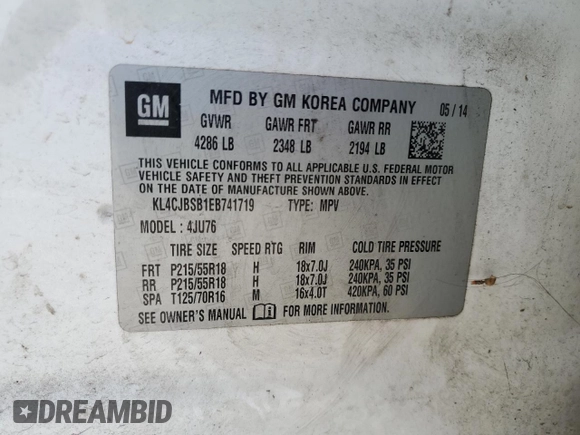 GM
MFD BY GM KOREA COMPANY 05/14
GVWR GAWR FRT GAWR RR
4286 LB 2348 LB 2194 LB
THIS VEHICLE CONFORMS TO ALL APPLICABLE U.S. FEDERAL MOTOR
VEHICLE SAFETY AND THEFT PREVENTION STANDARDS IN EFFECT
ON THE DATE OF MANUFACTURE SHOWN ABOVE.
KL4CJBSB1EB741719 TYPE: MPV
MODEL: 4JU76
TIRE SIZE SPEED RTG RIM COLD TIRE PRESSURE
FRT P215/55R18 H 18x7.0J 240KPA, 35 PSI
RR P215/55R18 H 18x7.0J 240KPA, 35 PSI
SPA T125/70R16 M 16x4.0T 420KPA, 60 PSI
SEE OWNER'S MANUAL FOR MORE INFORMATION.
DREAMBID